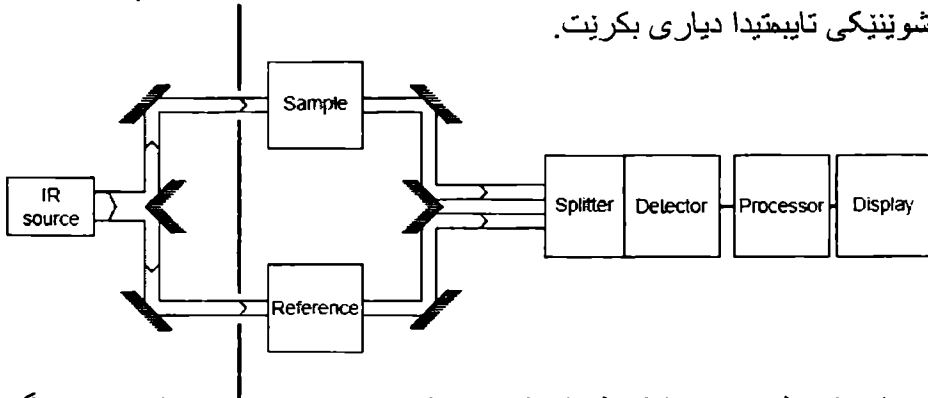 شوێنێکی تایبەتیدا دیاری بکرێت.
Sample
IR
source
Splitter
Detector
Processor
Display
Reference